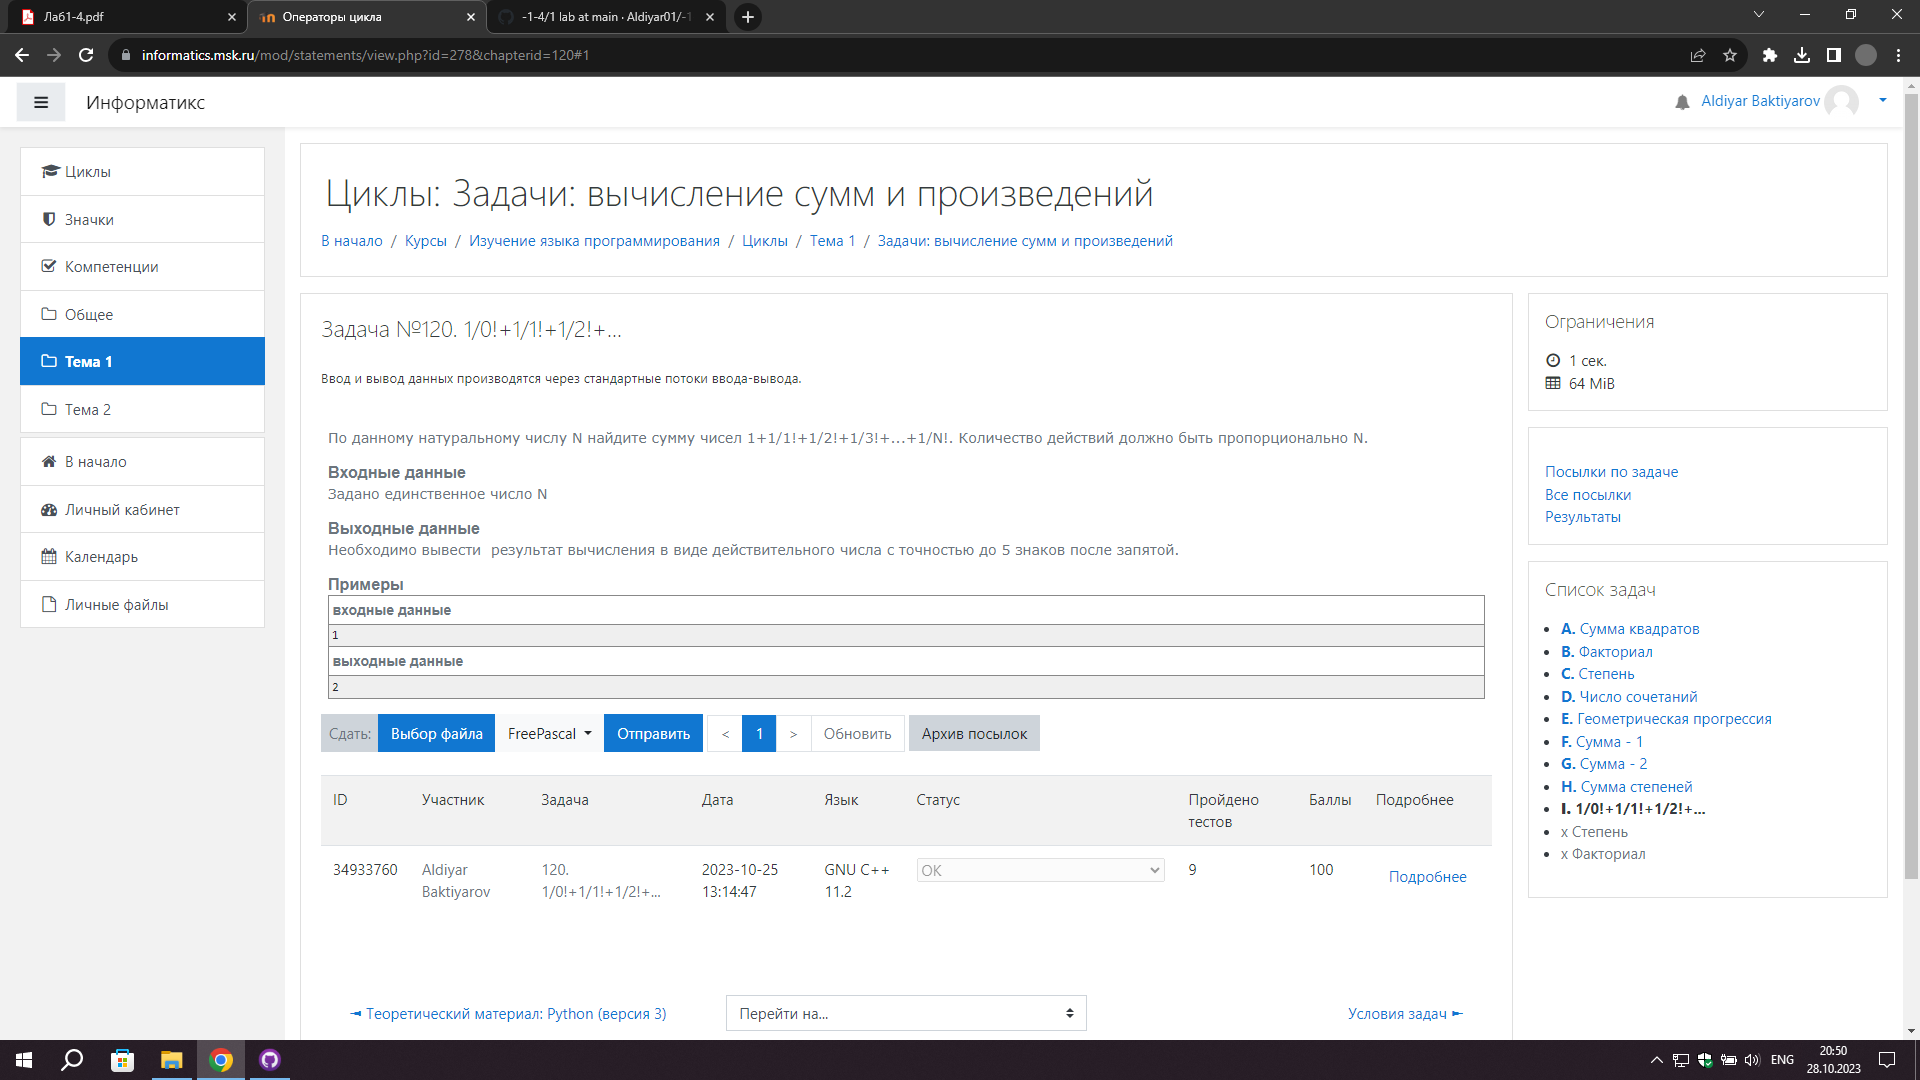 Лаб1-4.pdf
Операторы цикла
-1-4/1 lab at main · Aldiyar01/-1
informatics.msk.ru/mod/statements/view.php?id=278&chapterid=120#1
Информатикс
Aldiyar Baktiyarov
Циклы
Значки
Компетенции
Общее
Тема 1
Тема 2
В начало
Личный кабинет
Календарь
Личные файлы
Циклы: Задачи: вычисление сумм и произведений
В начало / Курсы / Изучение языка программирования / Циклы / Тема 1 / Задачи: вычисление сумм и произведений
Задача №120. 1/0!+1/1!+1/2!+...
Ввод и вывод данных производятся через стандартные потоки ввода-вывода.
По данному натуральному числу N найдите сумму чисел 1+1/1!+1/2!+1/3!+...+1/N!. Количество действий должно быть пропорционально N.
Входные данные
Задано единственное число N
Выходные данные
Необходимо вывести результат вычисления в виде действительного числа с точностью до 5 знаков после запятой.
Примеры
входные данные
1
выходные данные
2
Сдать: Выбор файла FreePascal Отправить < 1 > Обновить Архив посылок
ID Участник Задача Дата Язык Статус Пройдено тестов Баллы Подробнее
34933760 Aldiyar Baktiyarov 120. 1/0!+1/1!+1/2!+... 2023-10-25 13:14:47 GNU C++ 11.2 OK 9 100 Подробнее
◄ Теоретический материал: Python (версия 3)
Перейти на...
Условия задач ►
Ограничения
1 сек.
64 MiB
Посылки по задаче
Все посылки
Результаты
Список задач
A. Сумма квадратов
B. Факториал
C. Степень
D. Число сочетаний
E. Геометрическая прогрессия
F. Сумма - 1
G. Сумма - 2
H. Сумма степеней
I. 1/0!+1/1!+1/2!+...
x Степень
x Факториал
ENG
20:50
28.10.2023